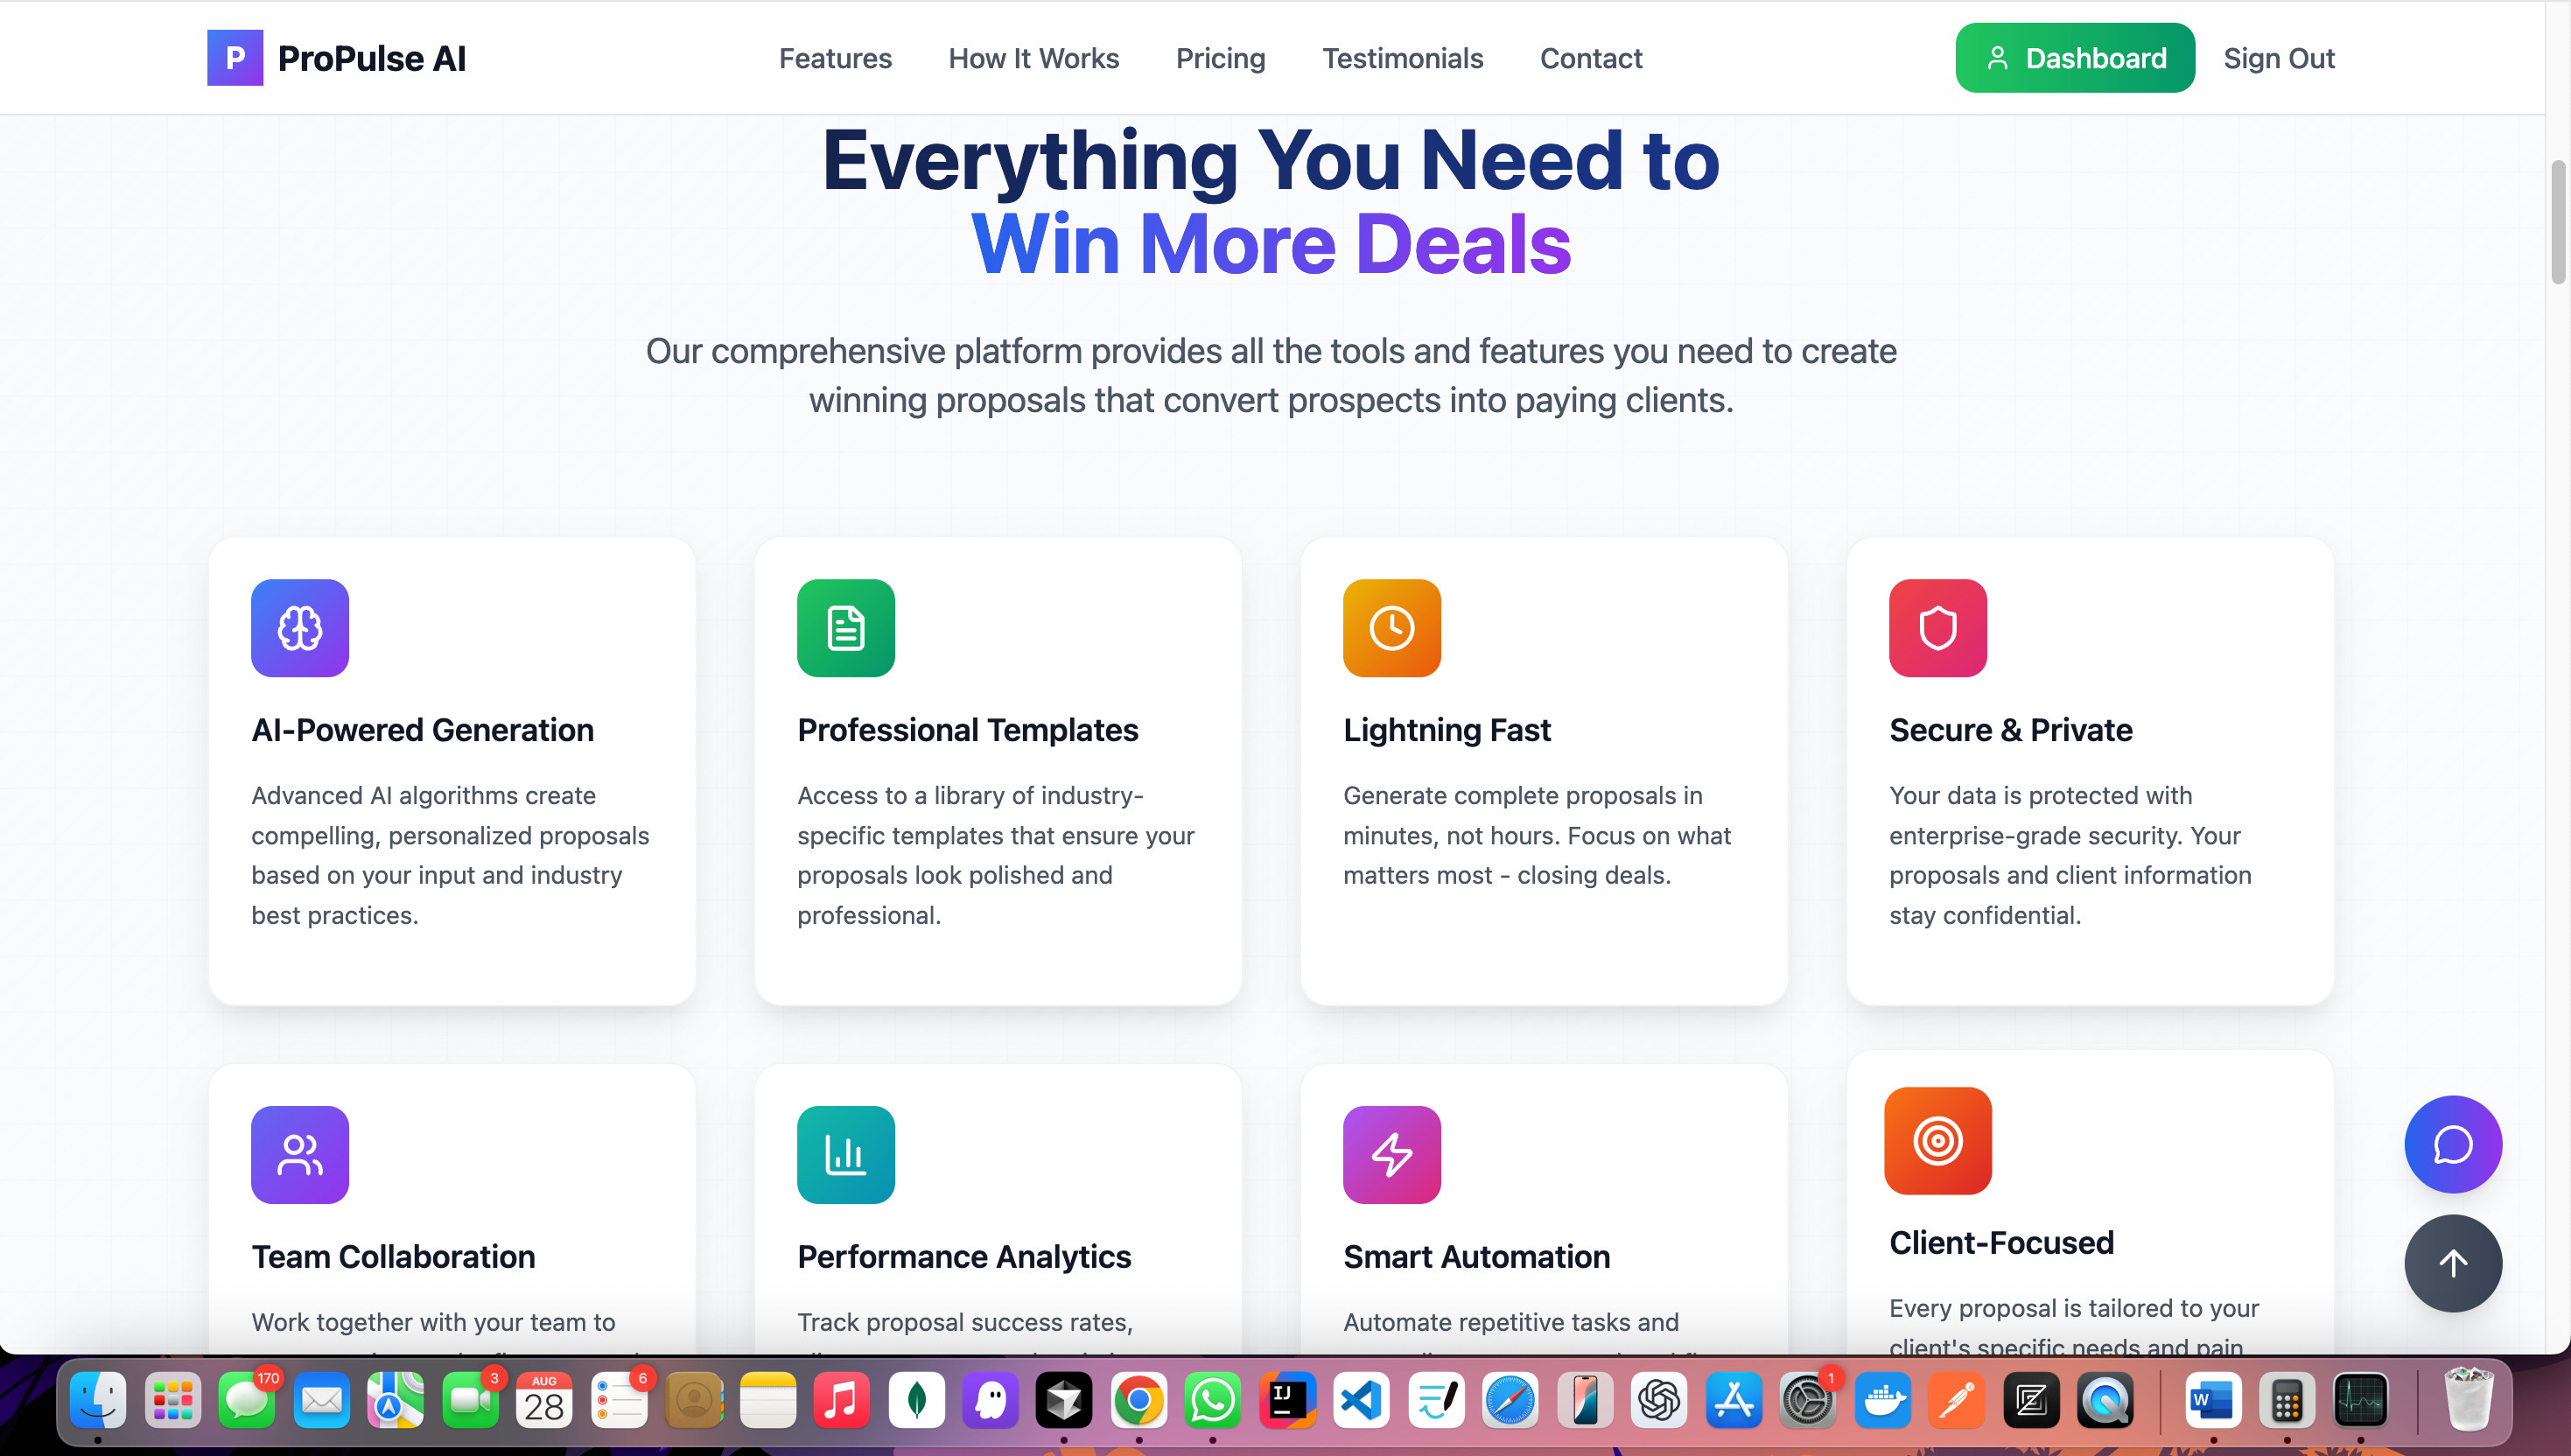 P ProPulse AI
Features How It Works Pricing Testimonials Contact
Dashboard Sign Out
Everything You Need to
Win More Deals
Our comprehensive platform provides all the tools and features you need to create
winning proposals that convert prospects into paying clients.
AI-Powered Generation
Advanced AI algorithms create
compelling, personalized proposals
based on your input and industry
best practices.
Professional Templates
Access to a library of industry-
specific templates that ensure your
proposals look polished and
professional.
Lightning Fast
Generate complete proposals in
minutes, not hours. Focus on what
matters most - closing deals.
Secure & Private
Your data is protected with
enterprise-grade security. Your
proposals and client information
stay confidential.
Team Collaboration
Work together with your team to
Performance Analytics
Track proposal success rates,
Smart Automation
Automate repetitive tasks and
Client-Focused
Every proposal is tailored to your
client's specific needs and pain
170
3
AUG
28
6
IJ
1
W